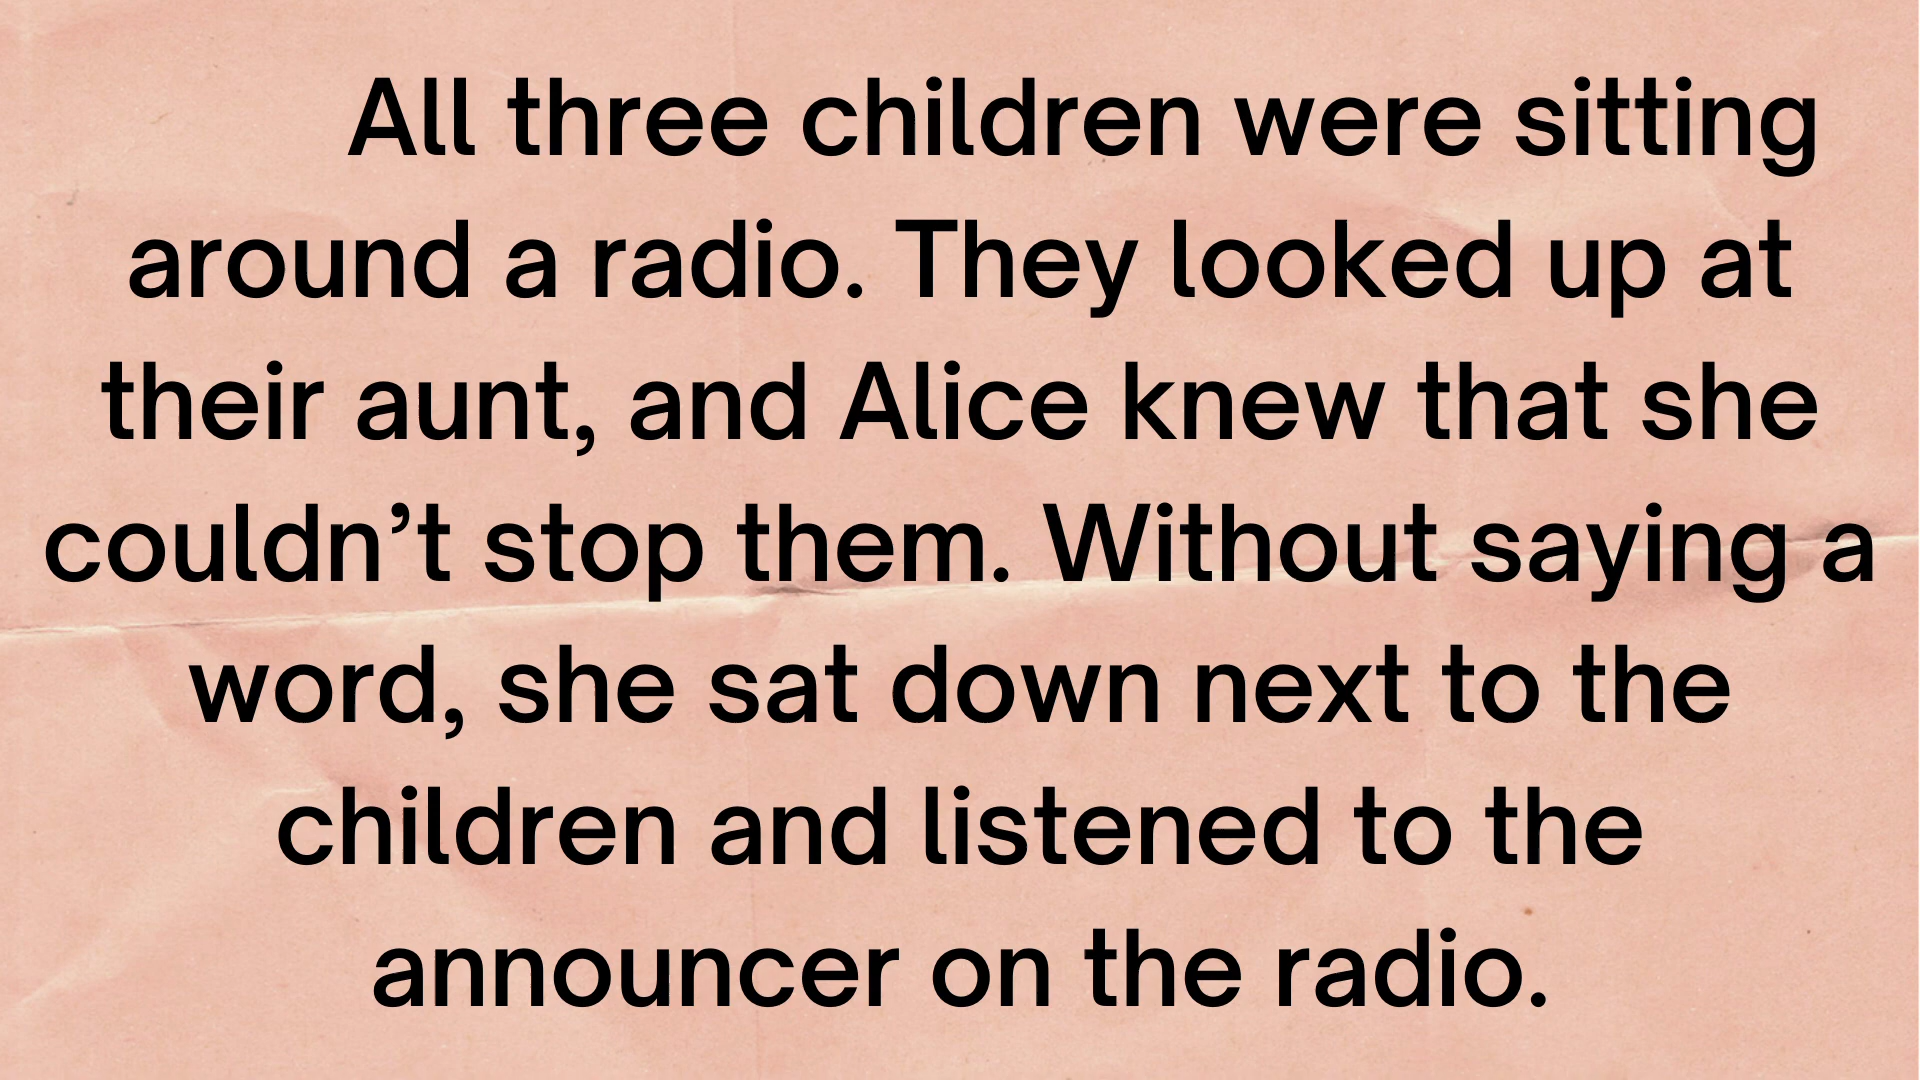 All three children were sitting
around a radio. They looked up at
their aunt, and Alice knew that she
couldn’t stop them. Without saying a
word, she sat down next to the
children and listened to the
announcer on the radio.